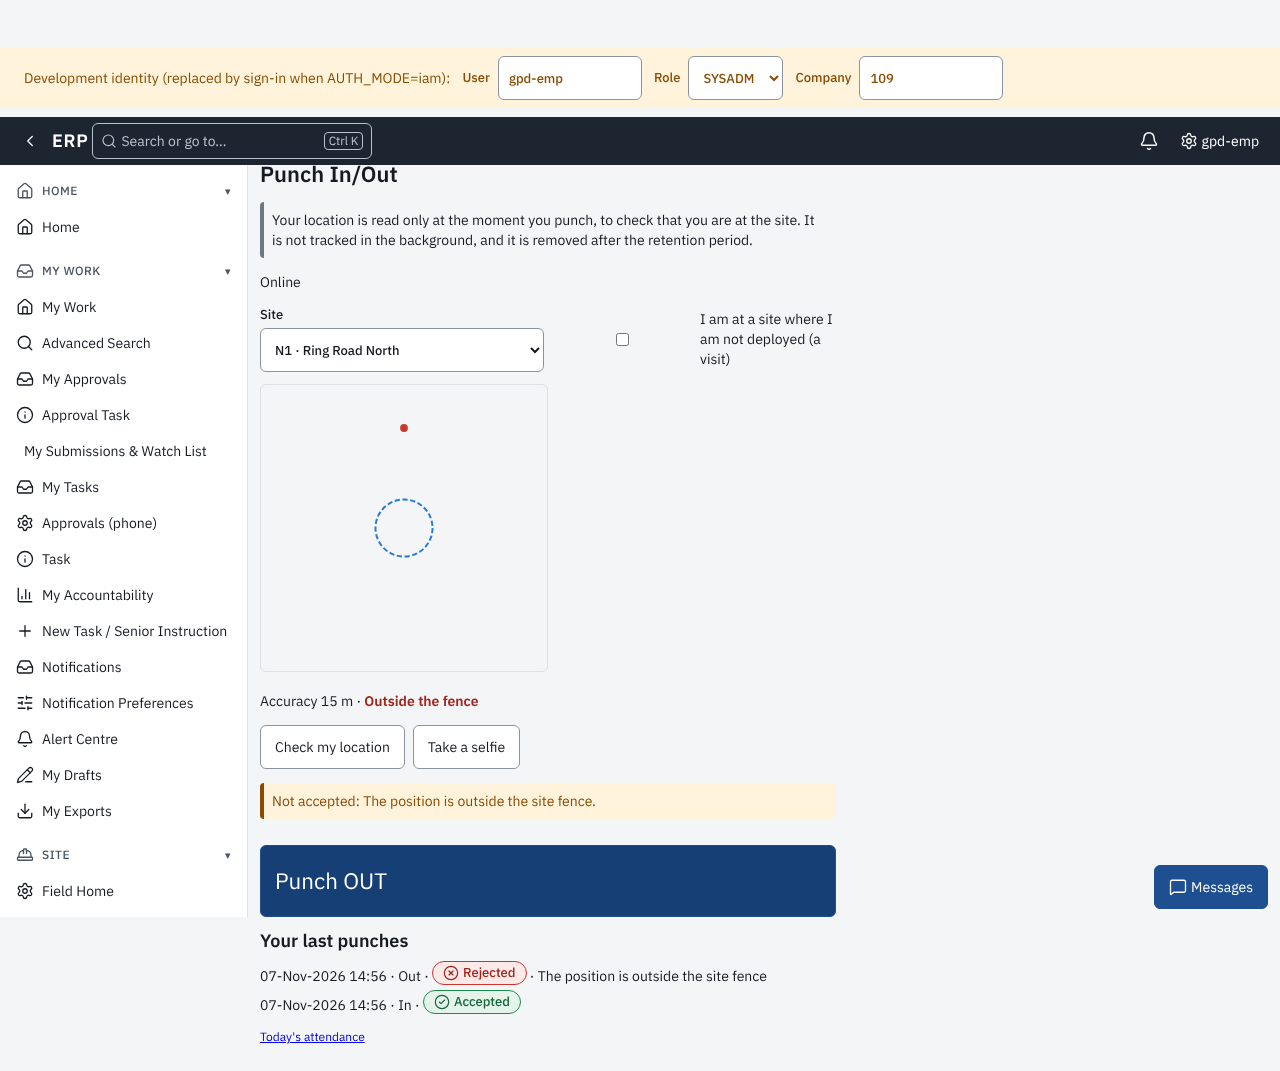 Development identity (replaced by sign-in when AUTH_MODE=iam): User gpd-emp Role SYSADM Company 109
ERP Search or go to... Ctrl K gpd-emp
HOME
Home
MY WORK
My Work
Advanced Search
My Approvals
Approval Task
My Submissions & Watch List
My Tasks
Approvals (phone)
Task
My Accountability
New Task / Senior Instruction
Notifications
Notification Preferences
Alert Centre
My Drafts
My Exports
SITE
Field Home
Punch In/Out
Your location is read only at the moment you punch, to check that you are at the site. It
is not tracked in the background, and it is removed after the retention period.
Online
Site
N1 · Ring Road North
I am at a site where I
am not deployed (a
visit)
Accuracy 15 m · Outside the fence
Check my location Take a selfie
Not accepted: The position is outside the site fence.
Punch OUT
Your last punches
07-Nov-2026 14:56 · Out · Rejected · The position is outside the site fence
07-Nov-2026 14:56 · In · Accepted
Today's attendance
Messages